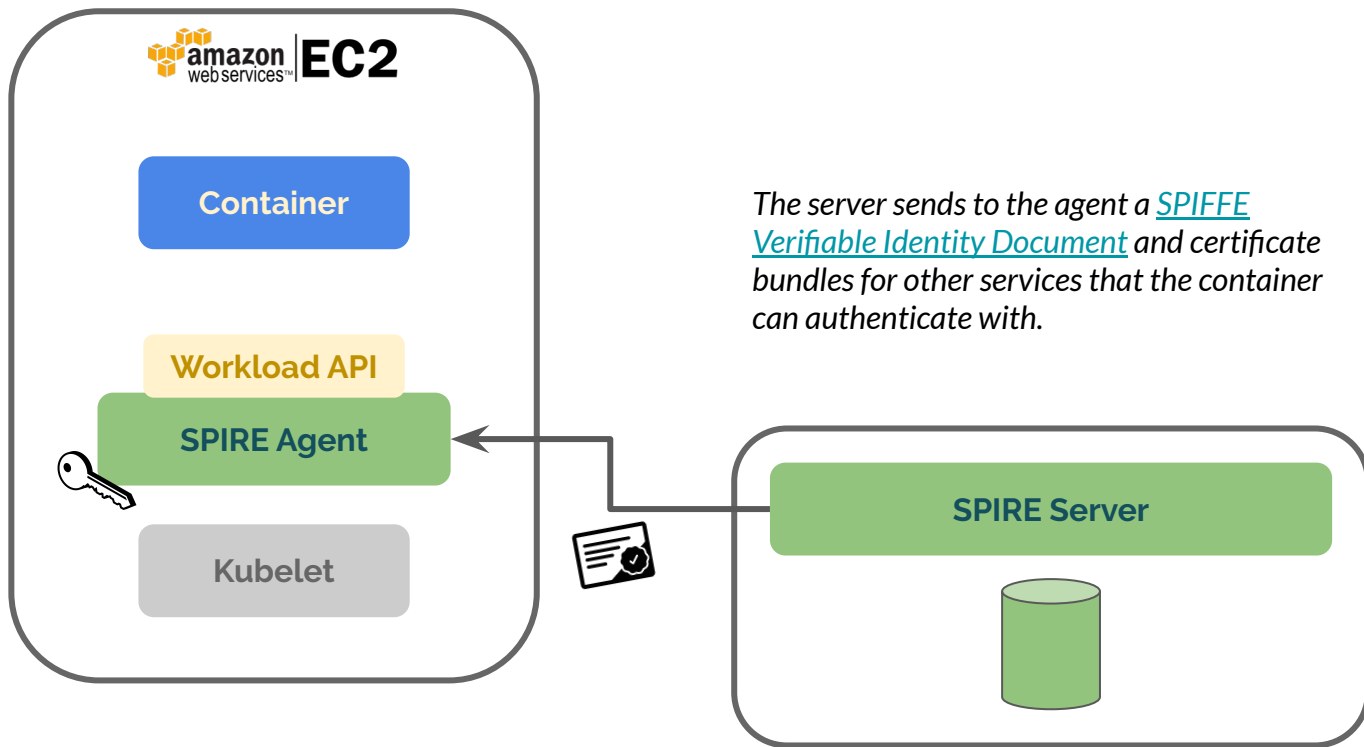 amazon
web services™
EC2
Container
The server sends to the agent a SPIFFE
Verifiable Identity Document and certificate
bundles for other services that the container
can authenticate with.
Workload API
SPIRE Agent
SPIRE Server
Kubelet